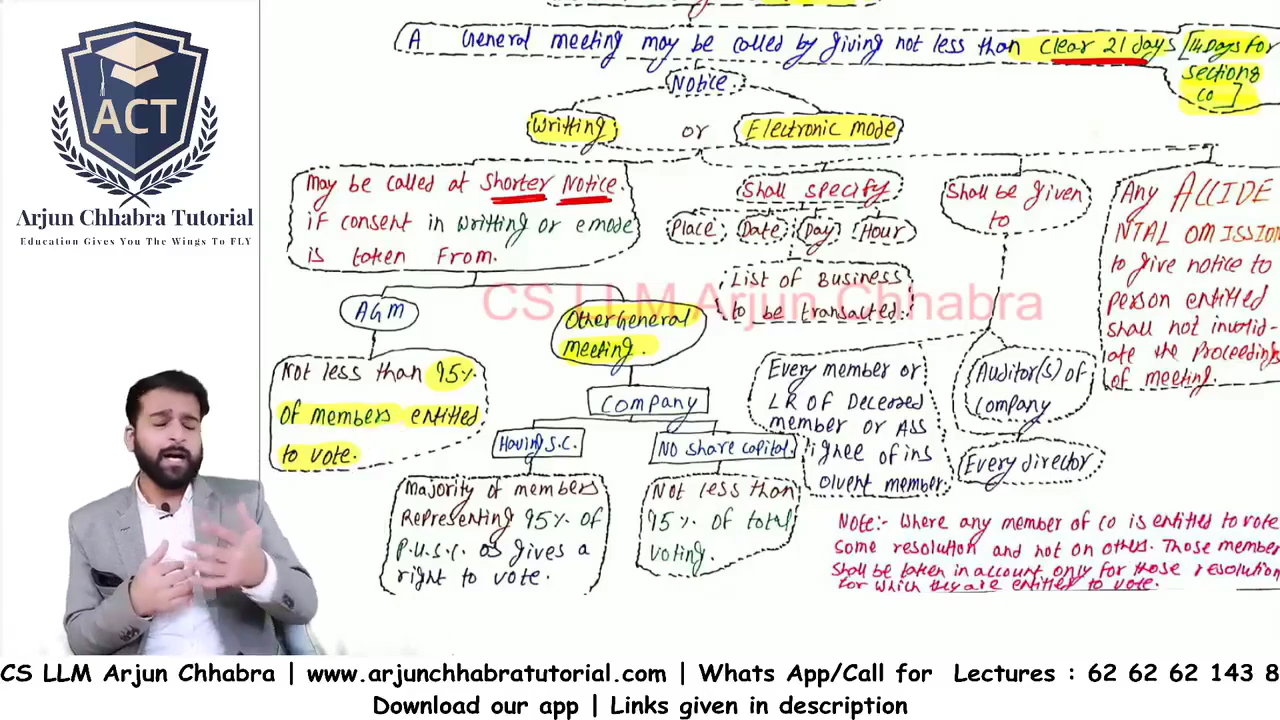 A General meeting may be called by giving not less than clear 21 days [14 Days for
sections
co]
Notice.
Writting or Electronic mode
May be called at Shorter Notice.
if consent in writting or emode
is taken From.
AGM
Not less than 95%
of members entitled
to vote.
Other General
meeting.
Company
Having S.C.
Majority of members
Representing 95% of
P.U.S.C. as gives a
right to vote.
NO share capital.
Not less than
95% of total
voting.
Shall specify
Place. Date. Day. Hour
List of Business
to be transacted.
Shall be given
to
Every member or
LR OF Decessed
member or Ass
ignee of ins
olvent member.
Auditor(s) of
company
Every director
Any ACCIDE
NTAL OMISSION
to give notice to
person entitled
shall not invalid-
ate the Proceedings
of meeting.
Note:- Where any member of co is entitled to vote
some resolution and not on others. Those member
shall be taken in account only for those resolution
for which they are entitled to vote.
CS LLM Arjun Chhabra
ACT
Arjun Chhabra Tutorial
Education Gives You The Wings To FLY
CS LLM Arjun Chhabra | www.arjunchhabratutorial.com | Whats App/Call for Lectures : 62 62 62 143 8
Download our app | Links given in description